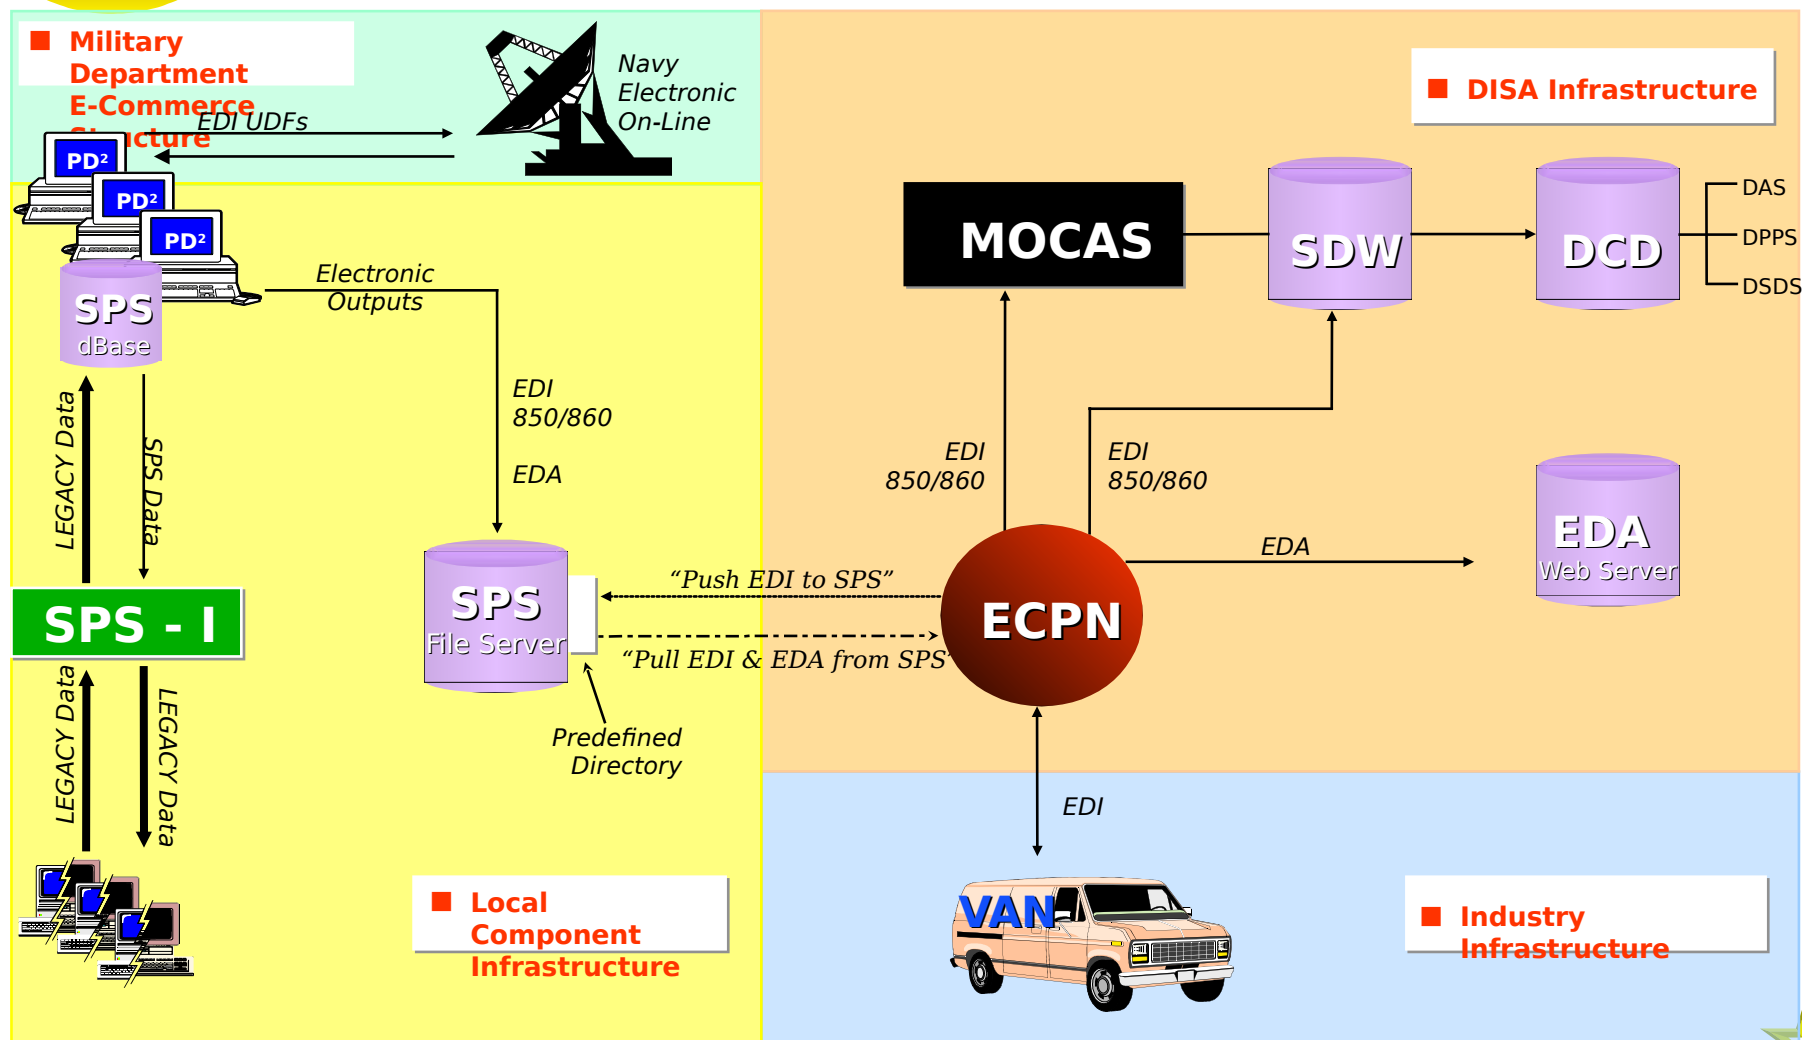 Military
Department
E-Commerce
Structure
EDI UDFs
Navy
Electronic
On-Line
DISA Infrastructure
PD2
PD2
PD2
SPS
dBase
Electronic
Outputs
MOCAS
SDW
DCD
DAS
DPPS
DSDS
EDI
850/860
EDA
LEGACY Data
SPS Data
EDI
850/860
EDI
850/860
EDA
EDA
Web Server
SPS - I
SPS
File Server
“Push EDI to SPS”
“Pull EDI & EDA from SPS”
ECPN
Predefined
Directory
LEGACY Data
LEGACY Data
EDI
VAN
Local
Component
Infrastructure
Industry
Infrastructure